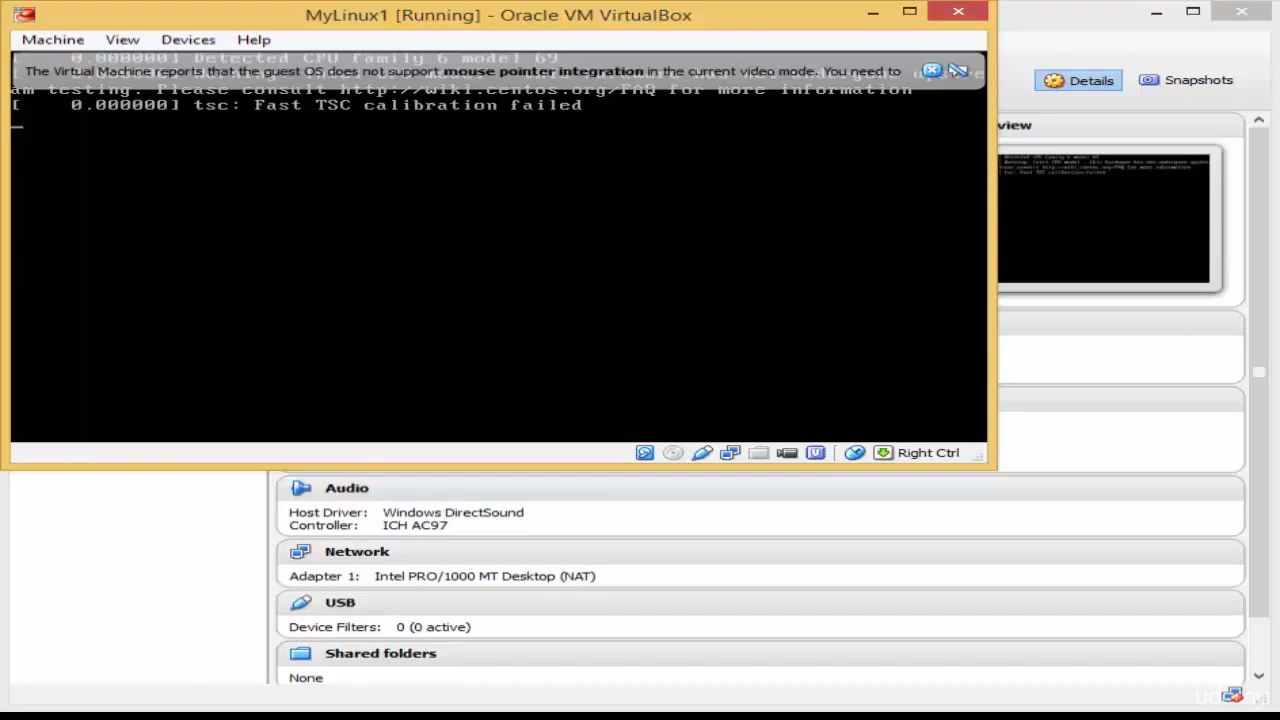 MyLinux1 [Running] - Oracle VM VirtualBox
Machine View Devices Help
[ 0.000000] Detected CPU family 6 model 69
The Virtual Machine reports that the guest OS does not support mouse pointer integration in the current video mode. You need to
am testing. Please consult http://wiki.centos.org/FAQ for more information
[ 0.000000] tsc: Fast TSC calibration failed
Right Ctrl
Details Snapshots
view
Audio
Host Driver: Windows DirectSound
Controller: ICH AC97
Network
Adapter 1: Intel PRO/1000 MT Desktop (NAT)
USB
Device Filters: 0 (0 active)
Shared folders
None